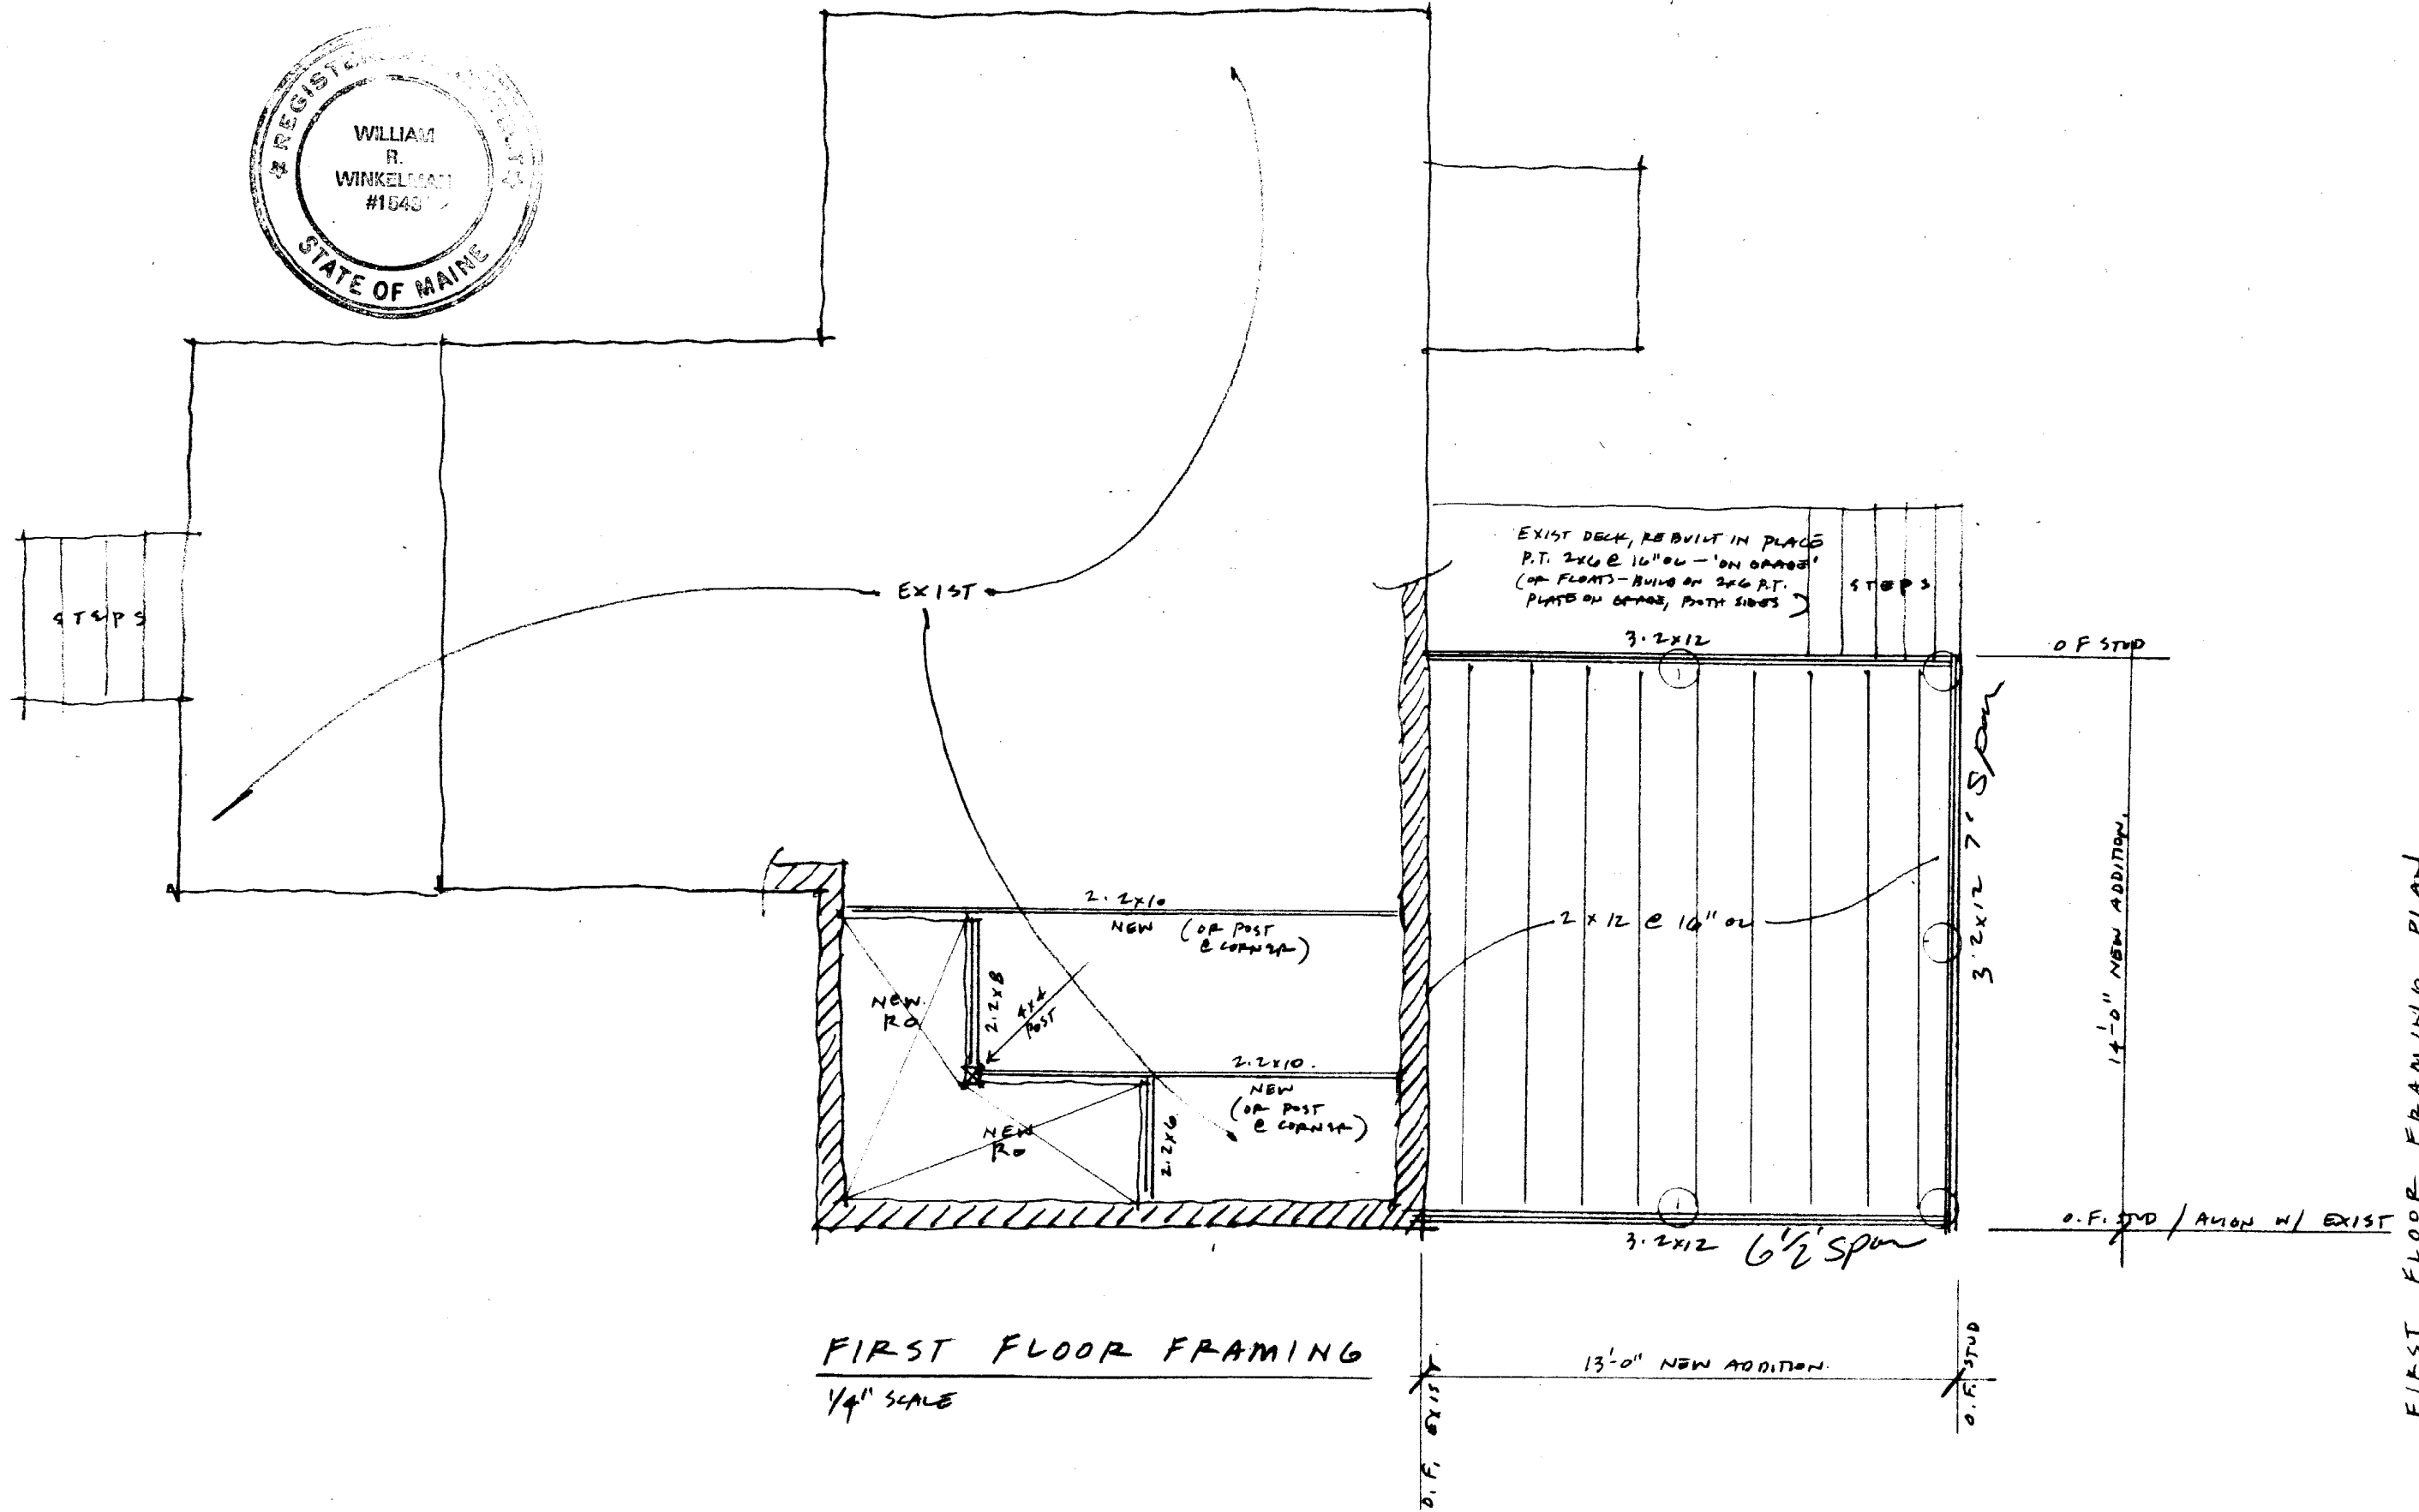 WILLIAM
R.
WINKELMAN
#1643
STATE OF MAINE
STEPS
EXIST
EXIST DECK, REBUILT IN PLACE
P.T. 2x6 @ 16" OC - 'ON GRADE'
(OR FLOATS - BUILD ON 2x6 P.T.
PLATE ON GRADE, BOTH SIDES)
STEPS
3.2x12
O F STUD
3 2x12 7' Span
14'-0" NEW ADDITION.
2.2x10
NEW (OR POST
@ CORNER)
2 x 12 @ 16" OC
NEW
RO
2.2x8
4x4
POST
2.2x10.
NEW
(OR POST
@ CORNER)
NEW
RO
2.2x6
3.2x12 6 1/2' Span
O.F. STUD / ALIGN W/ EXIST
FIRST FLOOR FRAMING
1/4" SCALE
O.F. EXIST
13'-0" NEW ADDITION.
O.F. STUD
FIRST FLOOR FRAMING PLAN